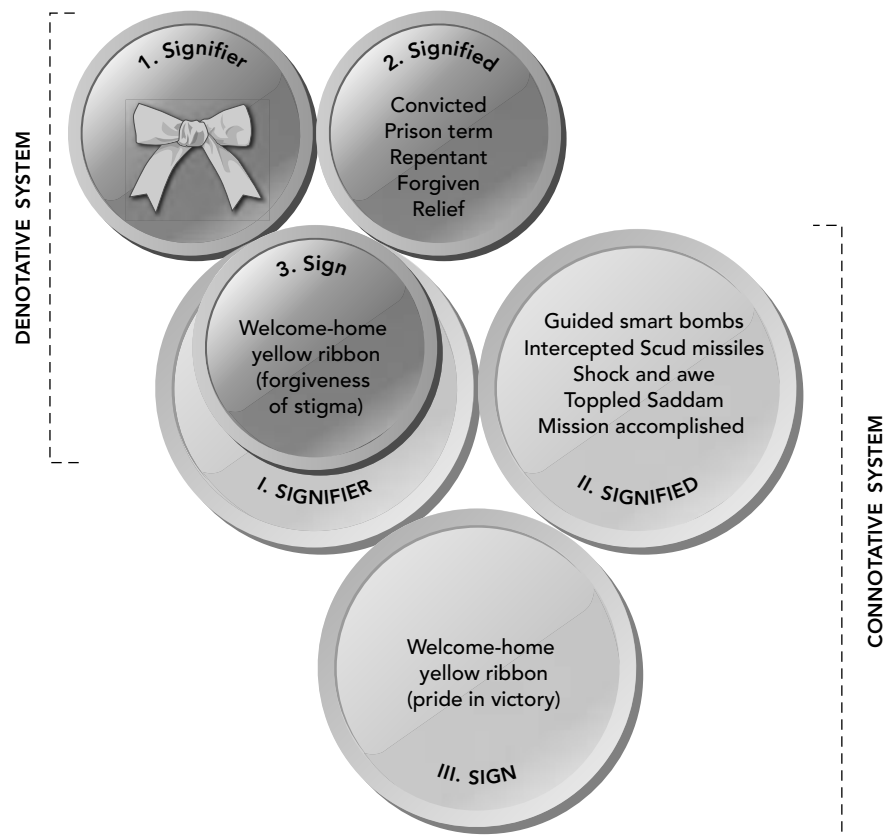 DENOTATIVE SYSTEM
1. Signifier
2. Signified
Convicted
Prison term
Repentant
Forgiven
Relief
3. Sign
Welcome-home
yellow ribbon
(forgiveness
of stigma)
I. SIGNIFIER
Guided smart bombs
Intercepted Scud missiles
Shock and awe
Toppled Saddam
Mission accomplished
II. SIGNIFIED
CONNOTATIVE SYSTEM
Welcome-home
yellow ribbon
(pride in victory)
III. SIGN